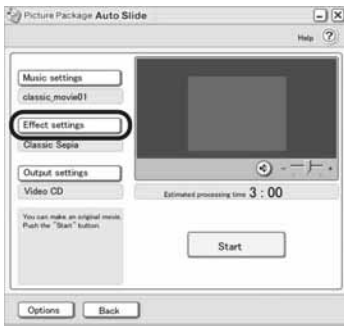 Picture Package Auto Slide
Help ?
Music settings
classic_movie01
Effect settings
Classic Sepia
Output settings
Video CD
Estimated processing time 3 : 00
You can make an original movie.
Push the "Start" button.
Start
Options Back